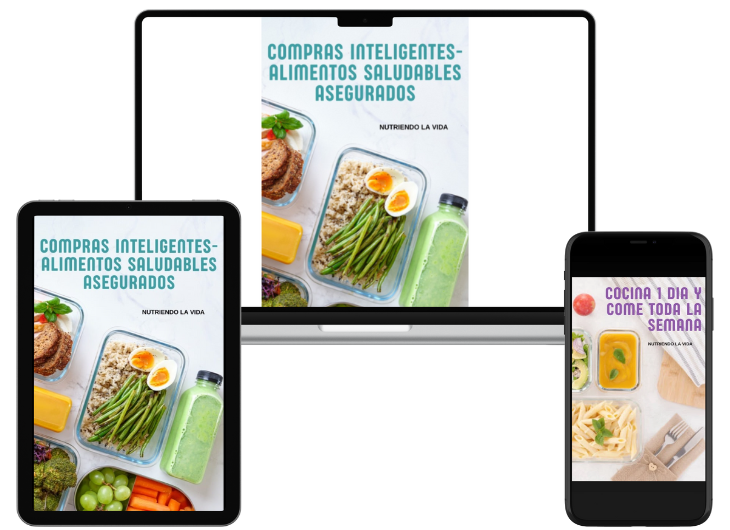 COMPRAS INTELIGENTES-
ALIMENTOS SALUDABLES
ASEGURADOS
NUTRIENDO LA VIDA
COMPRAS INTELIGENTES-
ALIMENTOS SALUDABLES
ASEGURADOS
NUTRIENDO LA VIDA
COCINA 1 DIA Y
COME TODA LA
SEMANA
NUTRIENDO LA VIDA